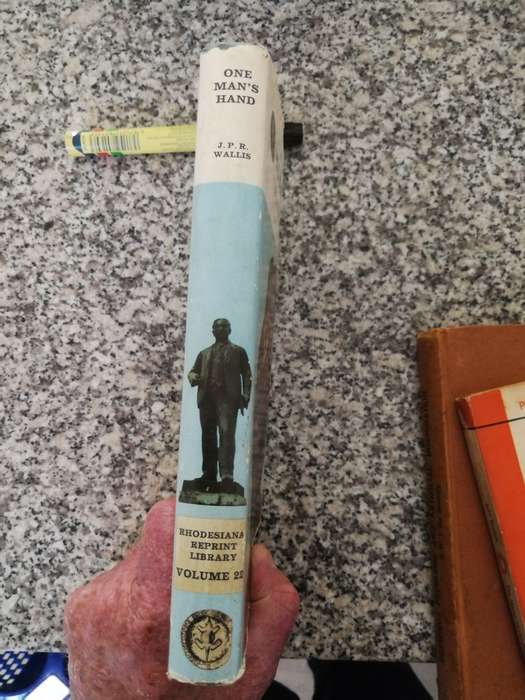 ONE
MAN'S
HAND
J. P. R.
WALLIS
RHODESIANA
REPRINT
LIBRARY
VOLUME 22